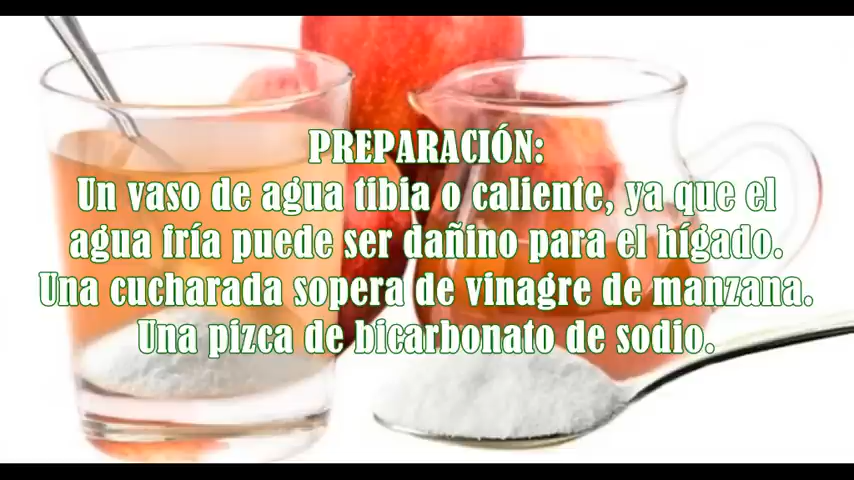 PREPARACIÓN:
Un vaso de agua tibia o caliente, ya que el
agua fría puede ser dañino para el hígado.
Una cucharada sopera de vinagre de manzana.
Una pizca de bicarbonato de sodio.